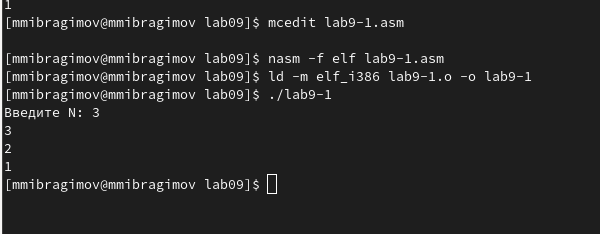 1
[mmibragimov@mmibragimov lab09]$ mcedit lab9-1.asm
[mmibragimov@mmibragimov lab09]$ nasm -f elf lab9-1.asm
[mmibragimov@mmibragimov lab09]$ ld -m elf_i386 lab9-1.o -o lab9-1
[mmibragimov@mmibragimov lab09]$ ./lab9-1
Введите N: 3
3
2
1
[mmibragimov@mmibragimov lab09]$